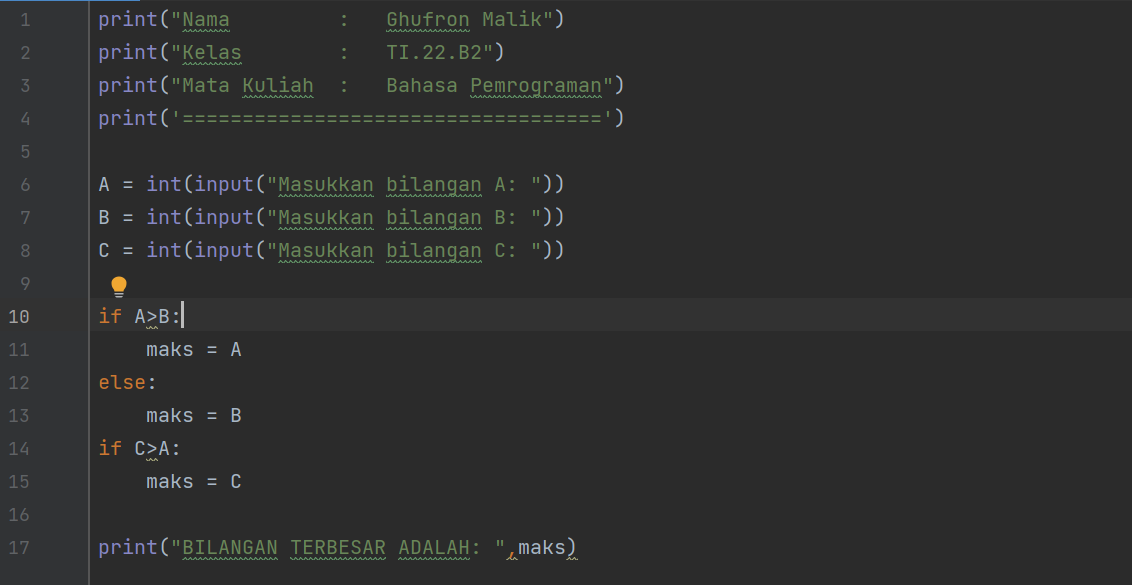 1 print("Nama         :   Ghufron Malik")
2 print("Kelas        :   TI.22.B2")
3 print("Mata Kuliah  :   Bahasa Pemrograman")
4 print('===================================')
5
6 A = int(input("Masukkan bilangan A: "))
7 B = int(input("Masukkan bilangan B: "))
8 C = int(input("Masukkan bilangan C: "))
9
10 if A>B:
11     maks = A
12 else:
13     maks = B
14 if C>A:
15     maks = C
16
17 print("BILANGAN TERBESAR ADALAH: ",maks)